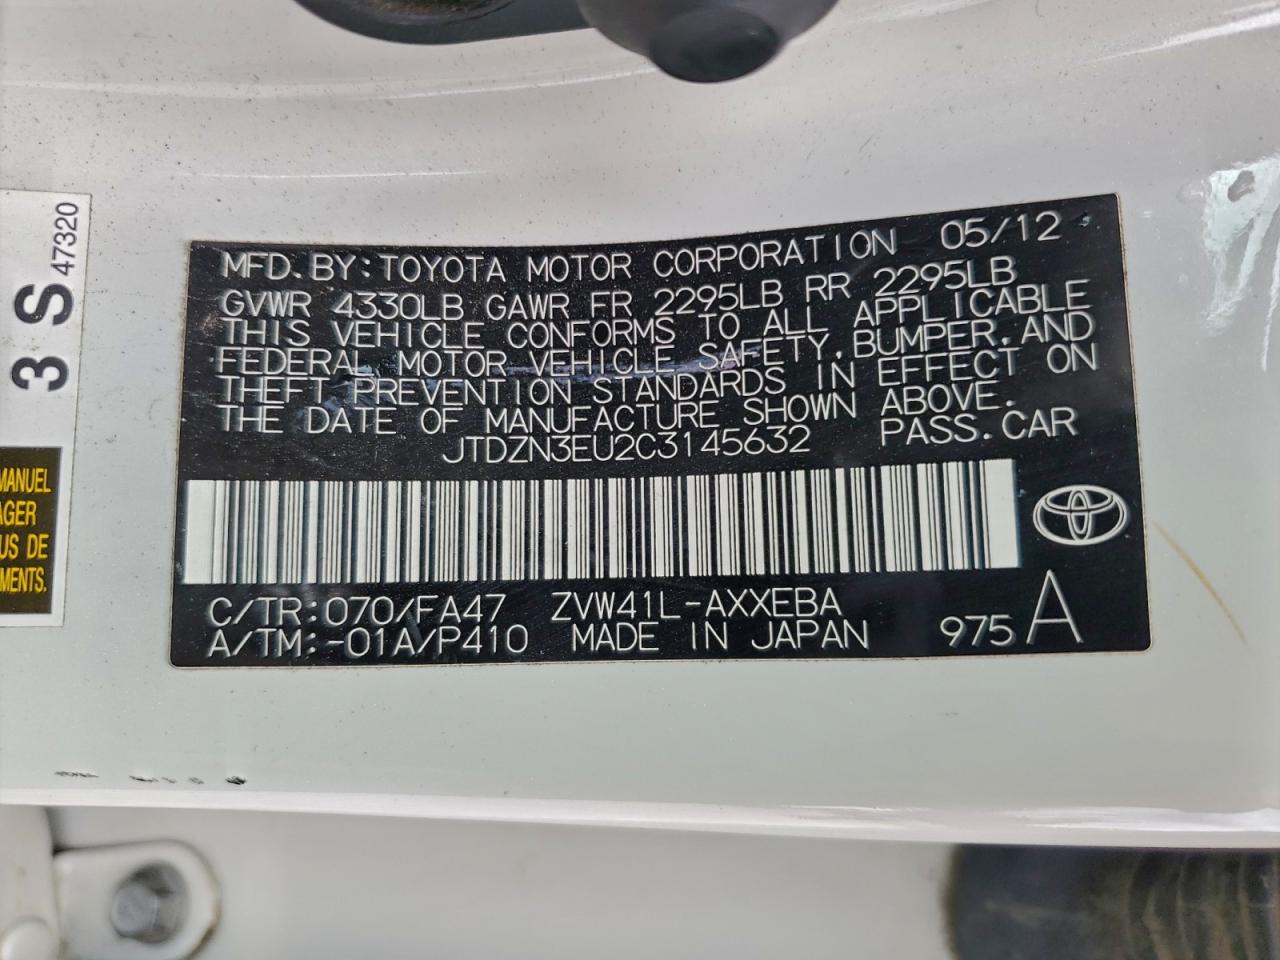 MFD. BY: TOYOTA MOTOR CORPORATION 05/12
GVWR 4330LB GAWR FR 2295LB RR 2295LB
THIS VEHICLE CONFORMS TO ALL APPLICABLE
FEDERAL MOTOR VEHICLE SAFETY, BUMPER, AND
THEFT PREVENTION STANDARDS IN EFFECT ON
THE DATE OF MANUFACTURE SHOWN ABOVE.
JTDZN3EU2C3145632 PASS. CAR
C/TR: 070/FA47 ZVW41L-AXXEBA
A/TM: -01A/P410 MADE IN JAPAN 975 A
3 S 47320
MANUEL
AGER
US DE
MENTS.